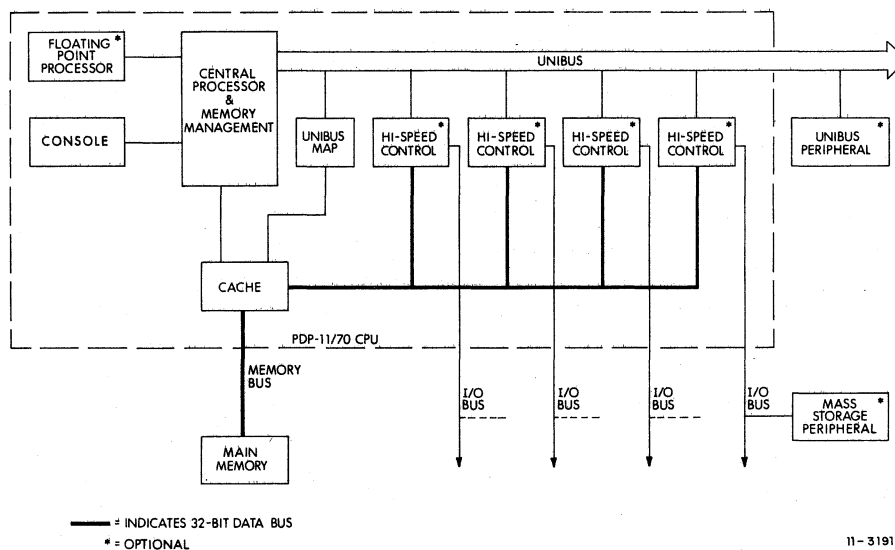 FLOATING *
POINT
PROCESSOR
CENTRAL
PROCESSOR
&
MEMORY
MANAGEMENT
UNIBUS
CONSOLE
UNIBUS
MAP
HI-SPEED *
CONTROL
HI-SPEED *
CONTROL
HI-SPEED *
CONTROL
HI-SPEED *
CONTROL
UNIBUS *
PERIPHERAL
CACHE
PDP-11/70 CPU
MEMORY
BUS
I/O
BUS
I/O
BUS
I/O
BUS
I/O
BUS
MASS *
STORAGE
PERIPHERAL
MAIN
MEMORY
= INDICATES 32-BIT DATA BUS
* = OPTIONAL
11-3191